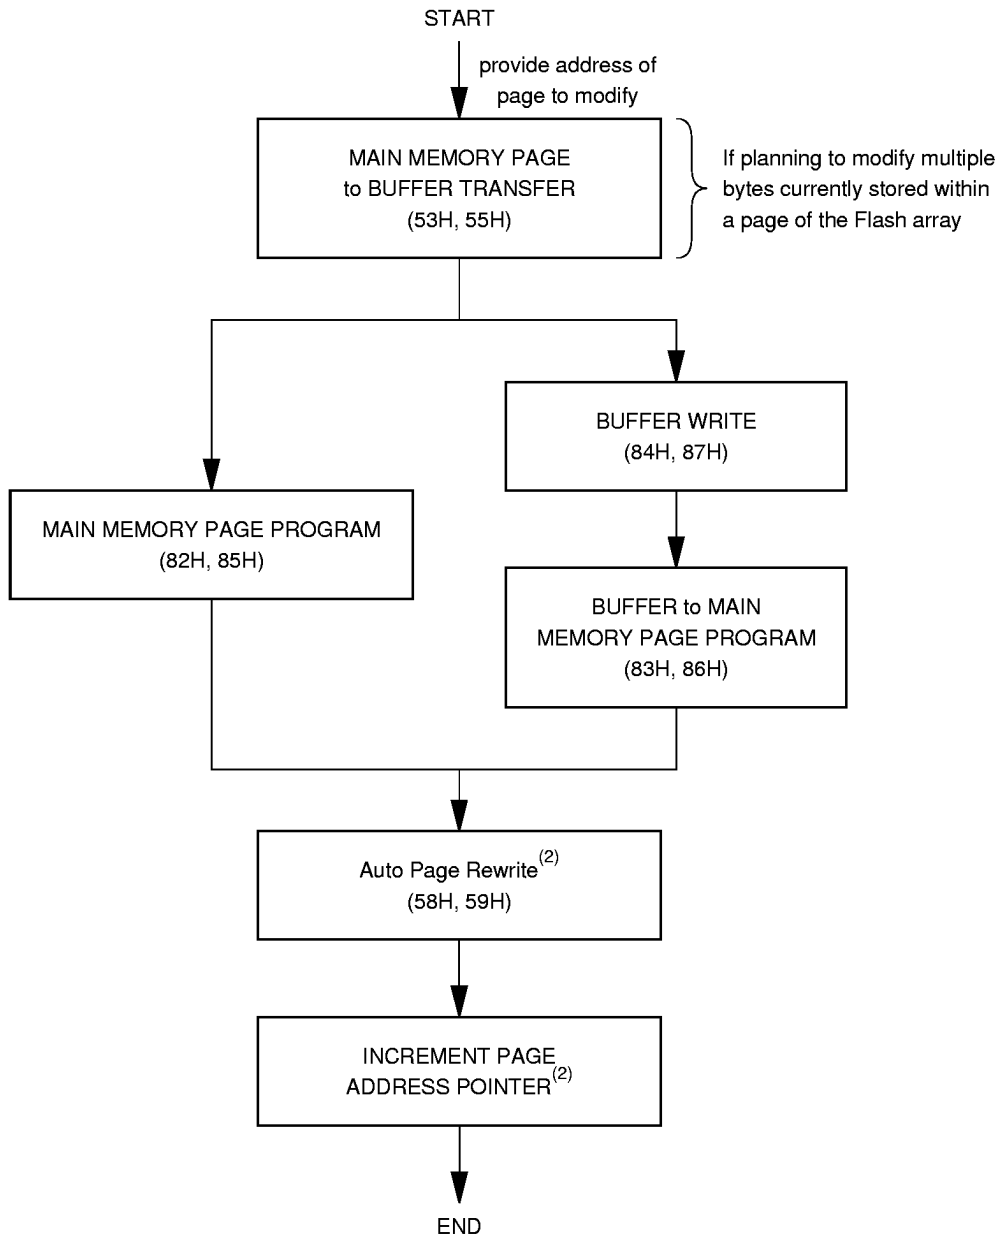 START
provide address of
page to modify
MAIN MEMORY PAGE
to BUFFER TRANSFER
(53H, 55H)
If planning to modify multiple
bytes currently stored within
a page of the Flash array
BUFFER WRITE
(84H, 87H)
MAIN MEMORY PAGE PROGRAM
(82H, 85H)
BUFFER to MAIN
MEMORY PAGE PROGRAM
(83H, 86H)
Auto Page Rewrite(2)
(58H, 59H)
INCREMENT PAGE
ADDRESS POINTER(2)
END